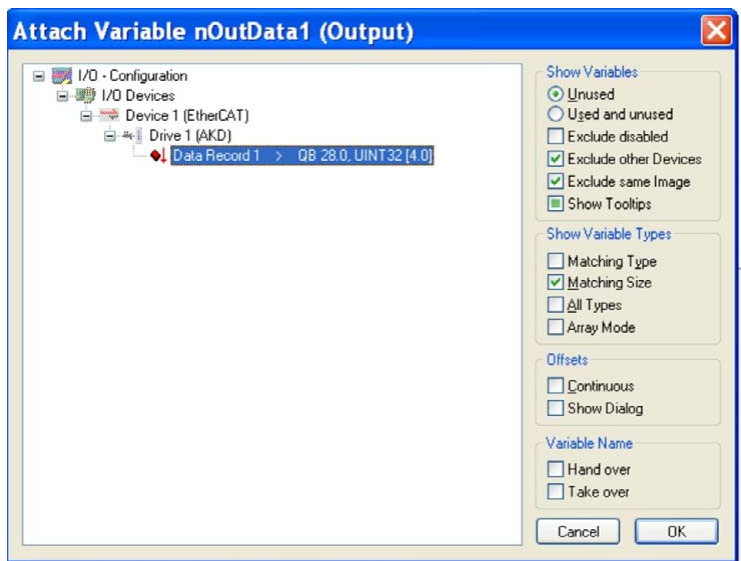 Attach Variable nOutData1 (Output)
I/O - Configuration
I/O Devices
Device 1 (EtherCAT)
Drive 1 (AKD)
Data Record 1 > QB 28.0, UINT32 [4.0]
Show Variables
Unused
Used and unused
Exclude disabled
Exclude other Devices
Exclude same Image
Show Tooltips
Show Variable Types
Matching Type
Matching Size
All Types
Array Mode
Offsets
Continuous
Show Dialog
Variable Name
Hand over
Take over
Cancel OK